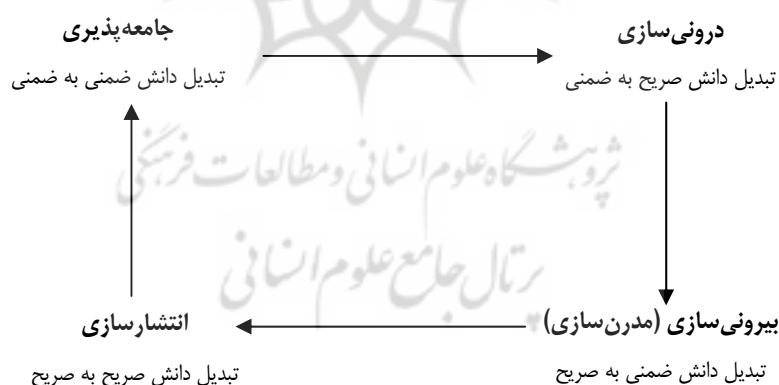 درونی‌سازی
تبدیل دانش صریح به ضمنی
جامعه‌پذیری
تبدیل دانش ضمنی به ضمنی
پژوهشگاه علوم انسانی و مطالعات فرهنگی
پرتال جامع علوم انسانی
بیرونی‌سازی (مدرن‌سازی)
تبدیل دانش ضمنی به صریح
انتشارسازی
تبدیل دانش صریح به صریح